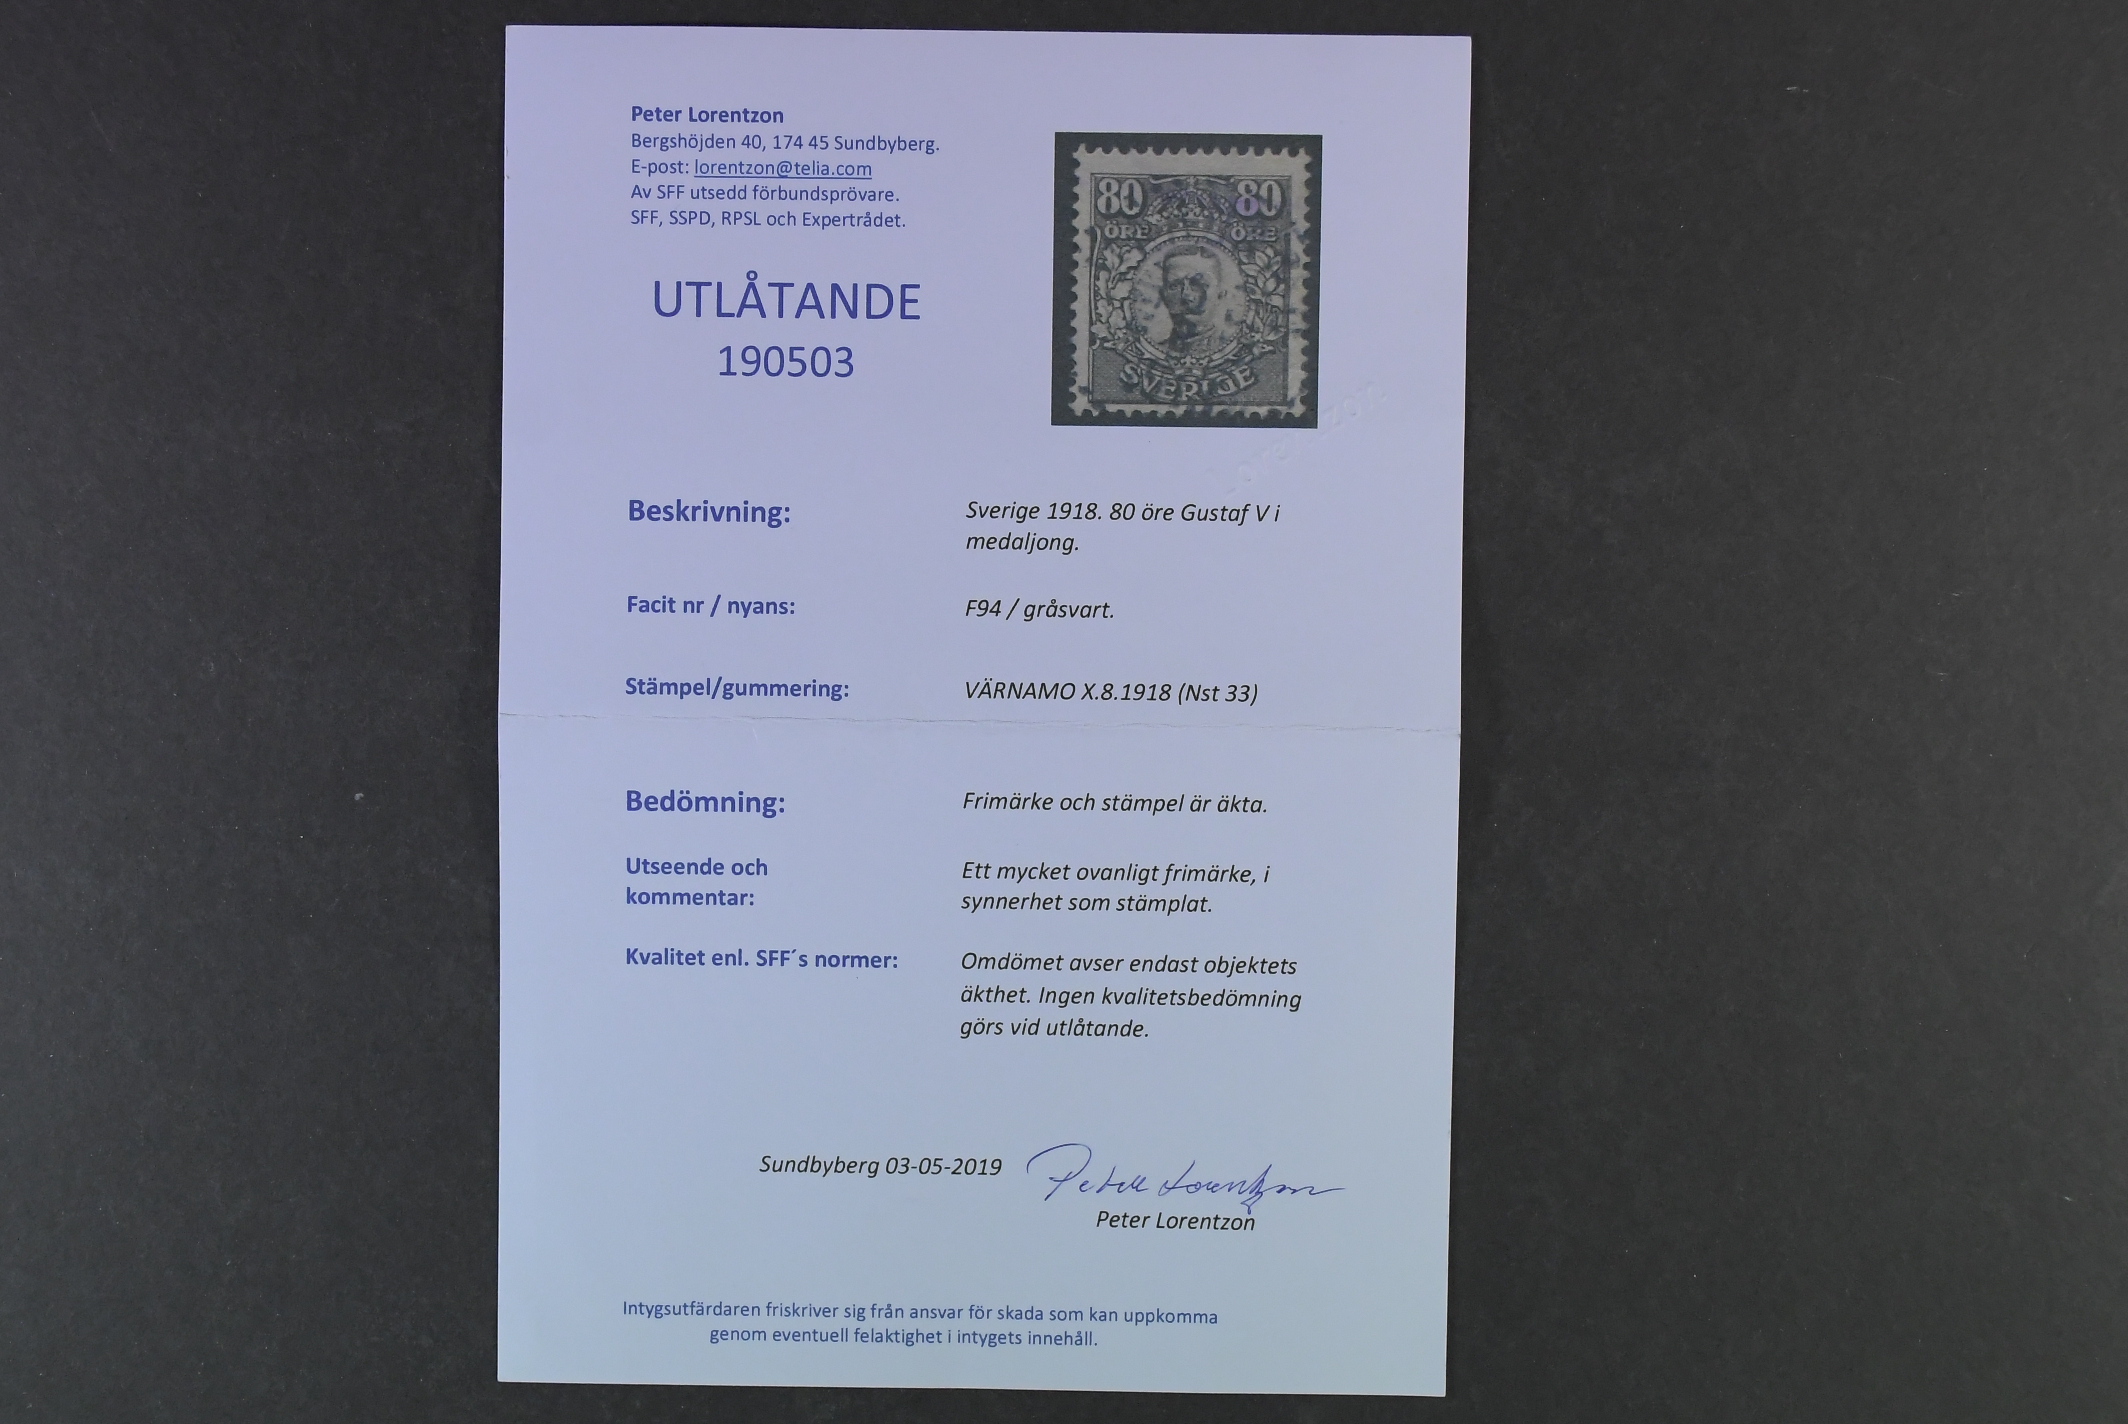 Peter Lorentzon
Bergshöjden 40, 174 45 Sundbyberg.
E-post: lorentzon@telia.com
Av SFF utsedd förbundsprövare.
SFF, SSPD, RPSL och Expertrådet.
UTLÅTANDE
190503
80 80
ÖRE ÖRE
SVERIGE
Lorentzon.
Beskrivning: Sverige 1918. 80 öre Gustaf V i
medaljong.
Facit nr / nyans: F94 / gråsvart.
Stämpel/gummering: VÄRNAMO X.8.1918 (Nst 33)
Bedömning: Frimärke och stämpel är äkta.
Utseende och
kommentar:
Ett mycket ovanligt frimärke, i
synnerhet som stämplat.
Kvalitet enl. SFF´s normer: Omdömet avser endast objektets
äkthet. Ingen kvalitetsbedömning
görs vid utlåtande.
Sundbyberg 03-05-2019 Peter Lorentzon
Peter Lorentzon
Intygsutfärdaren friskriver sig från ansvar för skada som kan uppkomma
genom eventuell felaktighet i intygets innehåll.